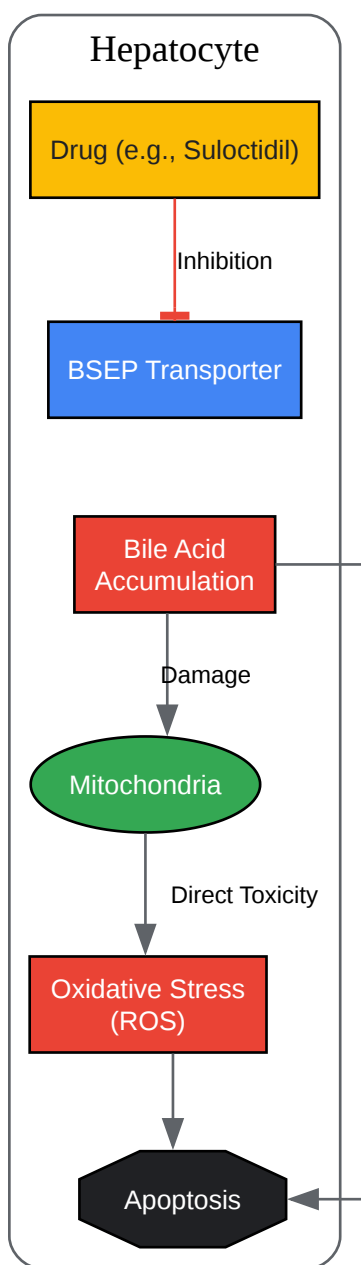 Hepatocyte
Drug (e.g., Suloctidil)
Inhibition
BSEP Transporter
Bile Acid
Accumulation
Damage
Mitochondria
Direct Toxicity
Oxidative Stress
(ROS)
Apoptosis